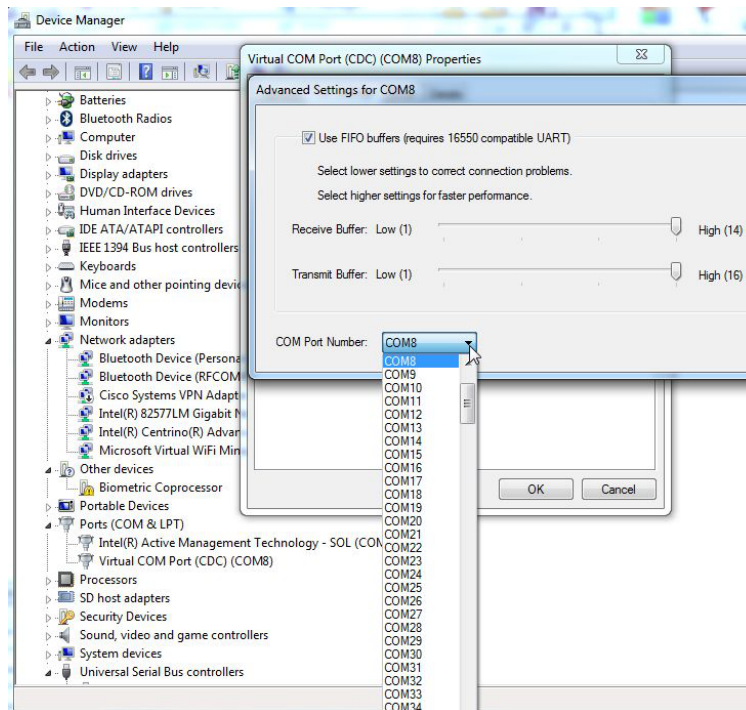 Device Manager
File Action View Help
Batteries
Bluetooth Radios
Computer
Disk drives
Display adapters
DVD/CD-ROM drives
Human Interface Devices
IDE ATA/ATAPI controllers
IEEE 1394 Bus host controllers
Keyboards
Mice and other pointing
Modems
Monitors
Network adapters
Bluetooth Device
Bluetooth Device
Cisco Systems VPN
Intel(R) 82577LM Gigabit
Intel(R) Centrino(R)
Microsoft Virtual WiFi
Other devices
Biometric Coprocessor
Portable Devices
Ports (COM & LPT)
Intel(R) Active Management Technology - SOL
Virtual COM Port (CDC) (COM8)
Processors
SD host adapters
Security Devices
Sound, video and game controllers
System devices
Universal Serial Bus controllers
Virtual COM Port (CDC) (COM8) Properties
Advanced Settings for COM8
Use FIFO buffers (requires 16550 compatible UART)
Select lower settings to correct connection problems.
Select higher settings for faster performance.
Receive Buffer: Low (1) High (14)
Transmit Buffer: Low (1) High (16)
COM Port Number: COM8
COM8
COM9
COM10
COM11
COM12
COM13
COM14
COM15
COM16
COM17
COM18
COM19
COM20
COM21
COM22
COM23
COM24
COM25
COM26
COM27
COM28
COM29
COM30
COM31
COM32
COM33
COM34
OK Cancel